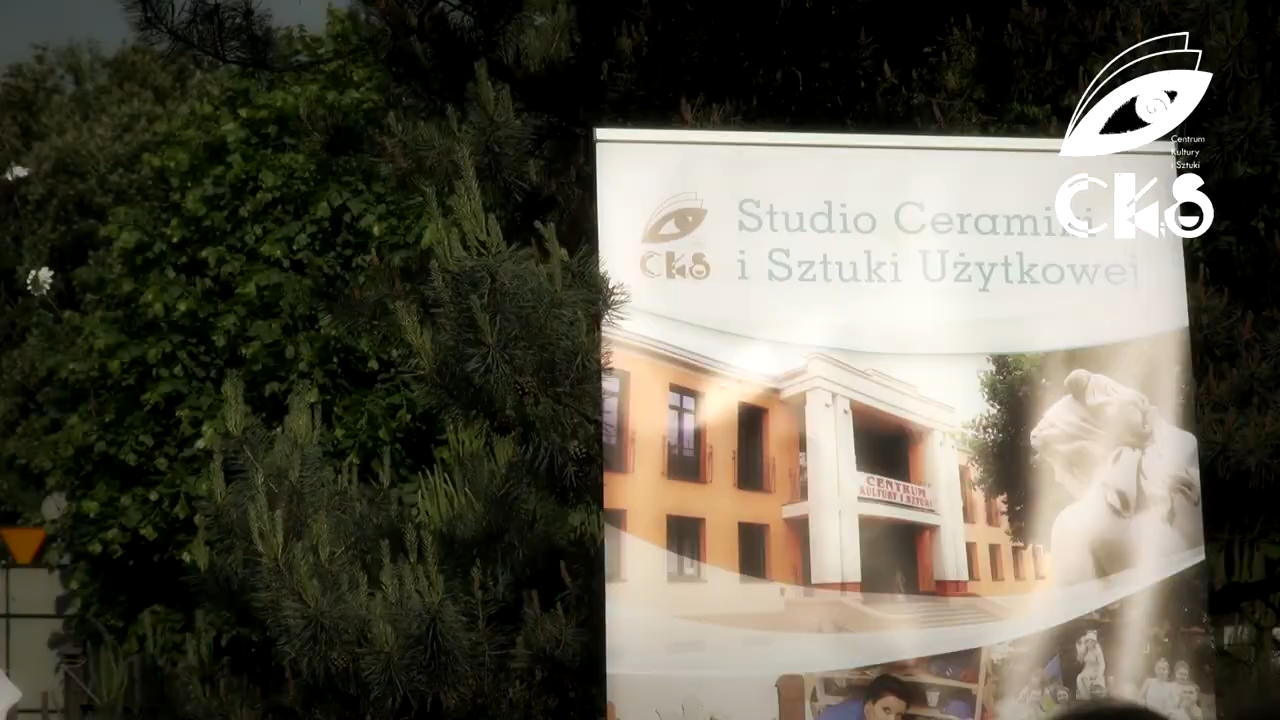 Centrum
Kultury
i Sztuki
CKS
Studio Ceramiki
CKS
i Sztuki Użytkowej
CENTRUM
KULTURY I SZTUKI